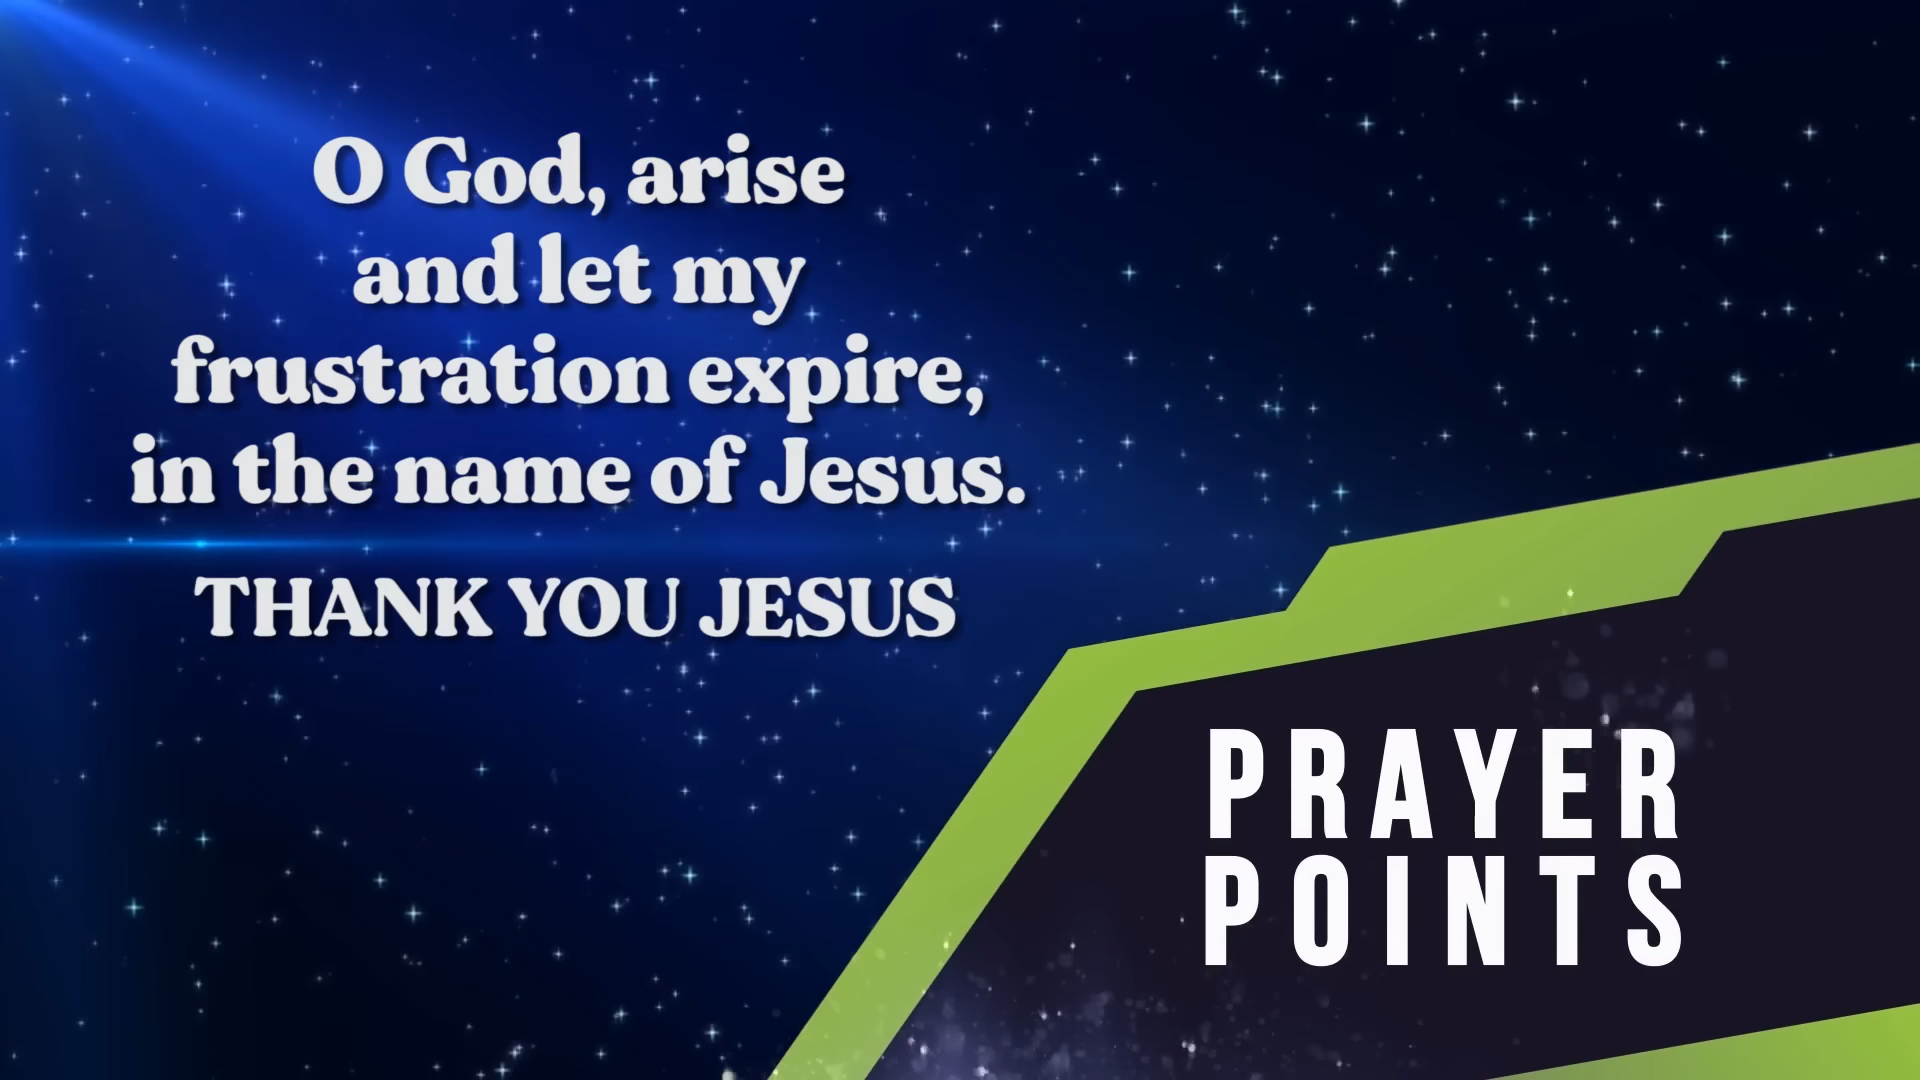 O God, arise
and let my
frustration expire,
in the name of Jesus.
THANK YOU JESUS
PRAYER
POINTS